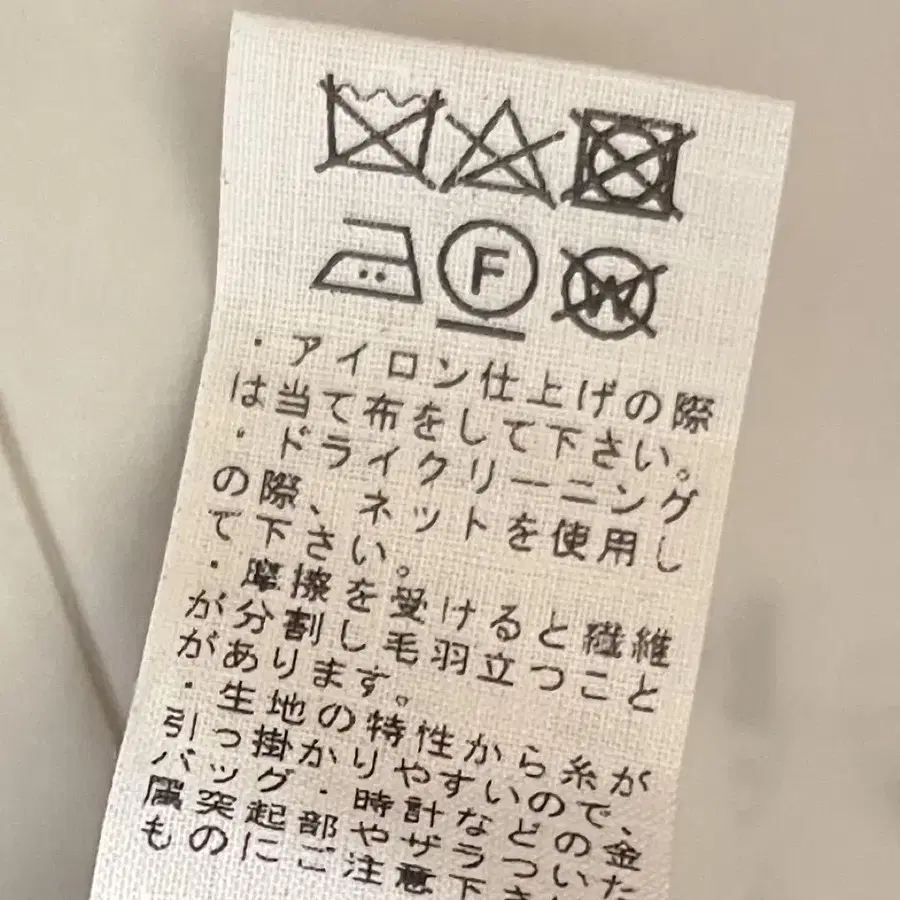 F W
・アイロン仕上げの際
は当て布をして下さい。
・ドライクリーニング
の際、ネットを使用し
て下さい。
・摩擦を受けると繊維
が分割し毛羽立つこと
があります。
・生地の特性から糸が
引っ掛かりやすいので、
バッグ・時計などの金
属突起部やザラついた
ものにご注意下さ